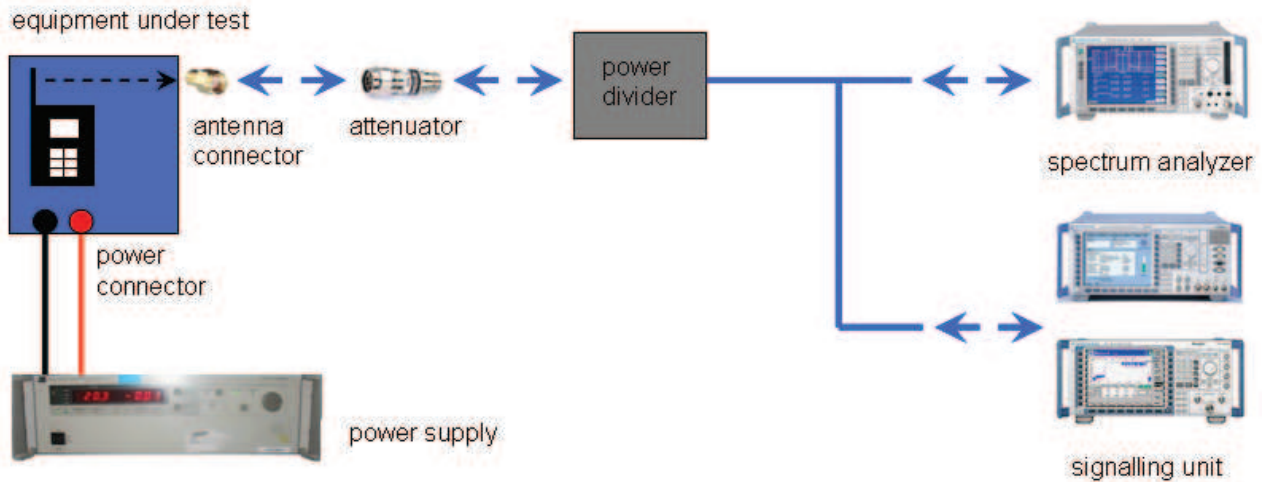 equipment under test
power
divider
antenna
connector
attenuator
spectrum analyzer
power
connector
power supply
signalling unit